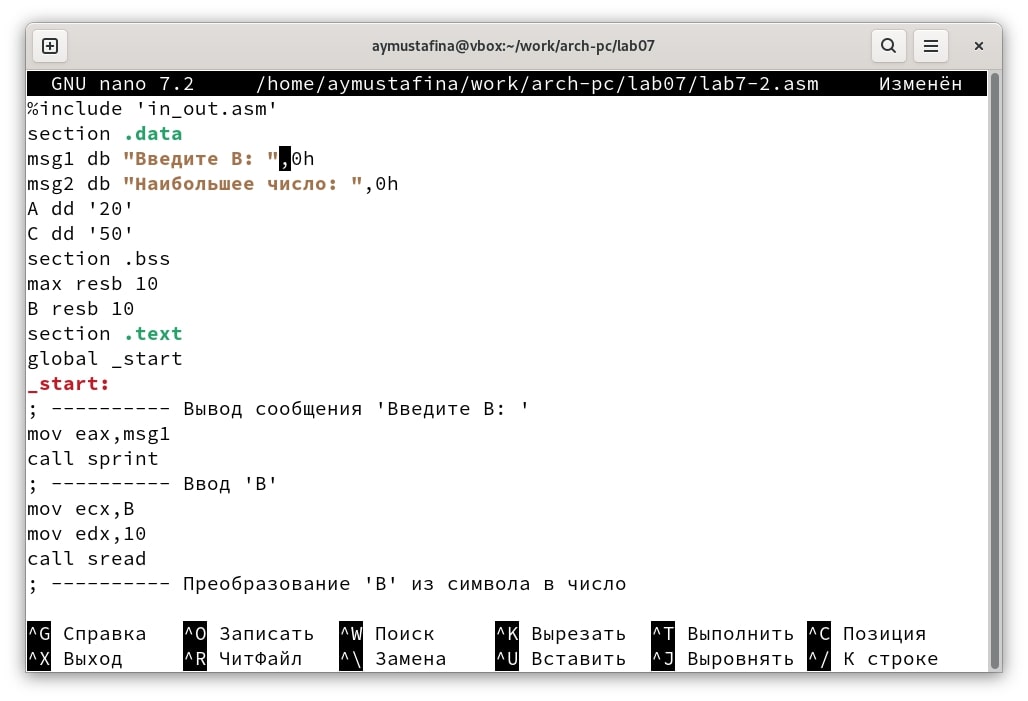 aymustafina@vbox:~/work/arch-pc/lab07
GNU nano 7.2 /home/aymustafina/work/arch-pc/lab07/lab7-2.asm Изменён
%include 'in_out.asm'
section .data
msg1 db "Введите B: ",0h
msg2 db "Наибольшее число: ",0h
A dd '20'
C dd '50'
section .bss
max resb 10
B resb 10
section .text
global _start
_start:
; ---------- Вывод сообщения 'Введите B: '
mov eax,msg1
call sprint
; ---------- Ввод 'B'
mov ecx,B
mov edx,10
call sread
; ---------- Преобразование 'B' из символа в число
^G Справка ^O Записать ^W Поиск ^K Вырезать ^T Выполнить ^C Позиция
^X Выход ^R ЧитФайл ^\ Замена ^U Вставить ^J Выровнять ^/ К строке